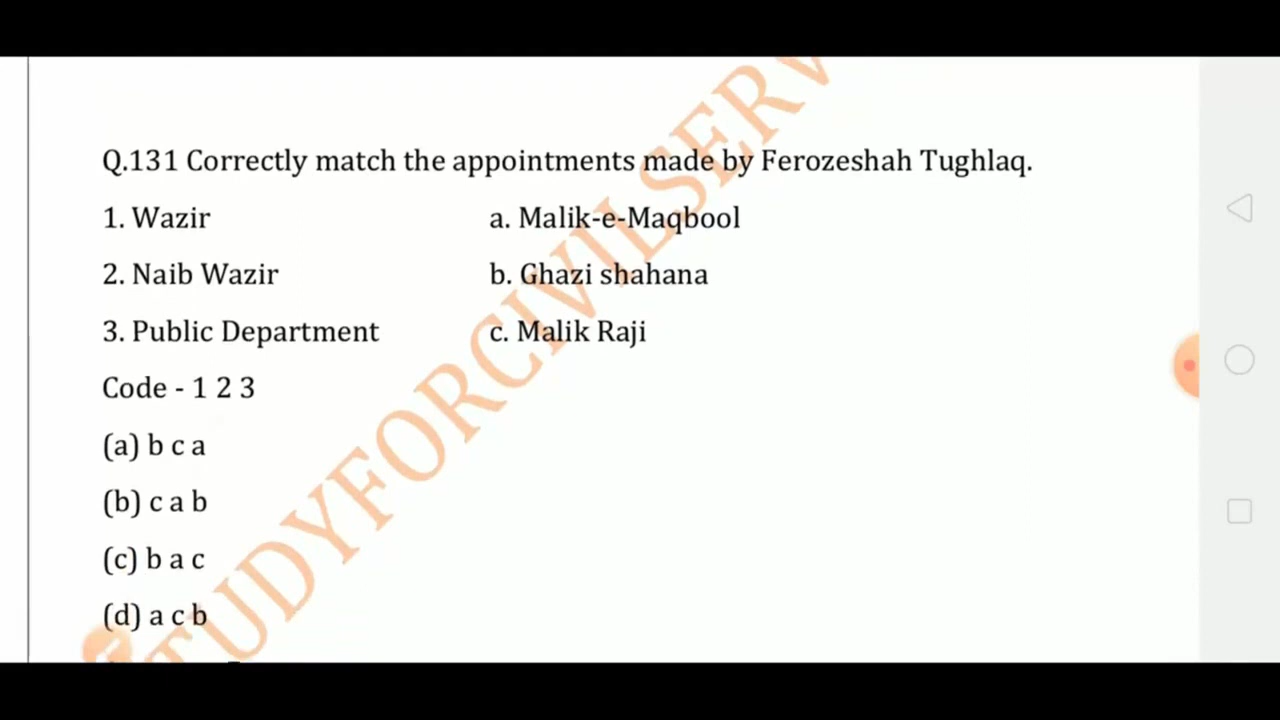 Q.131 Correctly match the appointments made by Ferozeshah Tughlaq.
1. Wazir a. Malik-e-Maqbool
2. Naib Wazir b. Ghazi shahana
3. Public Department c. Malik Raji
Code - 1 2 3
(a) b c a
(b) c a b
(c) b a c
(d) a c b
TUDYFORCIVILSERV